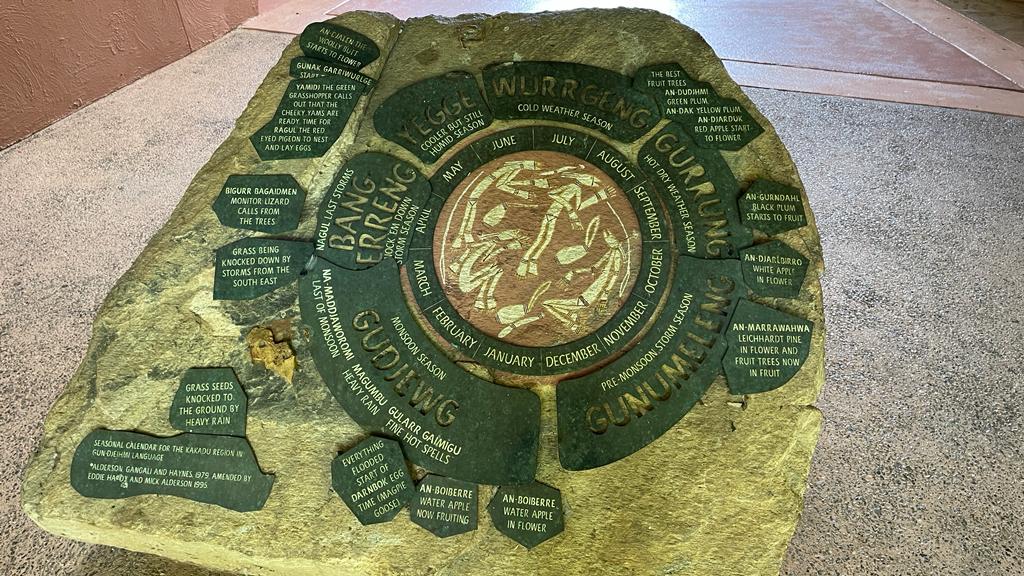 AN-DJALEN THE
WOOLLY BUTT
STARTS TO FLOWER
GUNAK GARRIWURLGE
START
YAMIDJ THE GREEN
GRASSHOPPER CALLS
OUT THAT THE
CHEEKY YAMS ARE
READY. TIME FOR
RAGUL THE RED
EYED PIGEON TO NEST
AND LAY EGGS
YEGGE
COOLER BUT STILL
HUMID SEASON
WURRGENG
COLD WEATHER SEASON
THE BEST
FRUIT TREES
AN-DUDJHMI
GREEN PLUM
AN-DAK YELLOW PLUM
AN-DJARDUK
RED APPLE START
TO FLOWER
GURRUNG
HOT DRY WEATHER SEASON
AN-GURNDAHL
BLACK PLUM
STARTS TO FRUIT
AN-DJARLBIRRO
WHITE APPLE
IN FLOWER
AN-MARRAWAHWA
LEICHHARDT PINE
IN FLOWER AND
FRUIT TREES NOW
IN FRUIT
PRE-MONSOON STORM SEASON
GUNUMELENG
BIGURR BAGAIDMEN
MONITOR LIZARD
CALLS FROM
THE TREES
GRASS BEING
KNOCKED DOWN BY
STORMS FROM THE
SOUTH EAST
NAGUL LAST STORMS
BANG
ERRENG
KNOCK EM DOWN
STORM SEASON
MONSOON SEASON
GUDJEWG
NA-MADDJAWOROMI
LAST OF MONSOON
MAGUMBU
HEAVY RAIN
GULARR GAIMIGU
FINE HOT SPELLS
JANUARY
FEBRUARY
MARCH
APRIL
MAY
JUNE
JULY
AUGUST
SEPTEMBER
OCTOBER
NOVEMBER
DECEMBER
GRASS SEEDS
KNOCKED TO
THE GROUND BY
HEAVY RAIN
EVERYTHING
FLOODED
START OF
DARNBOK EGG
TIME (MAGPIE
GOOSE)
AN-BOIBERRE
WATER APPLE
NOW FRUITING
AN-BOIBERRE
WATER APPLE
IN FLOWER
SEASONAL CALENDAR FOR THE KAKADU REGION IN
GUN-DJEIHMI LANGUAGE
*ALDERSON, GANGALI AND HAYNES, 1979, AMENDED BY
EDDIE HARDY AND MICK ALDERSON 1995